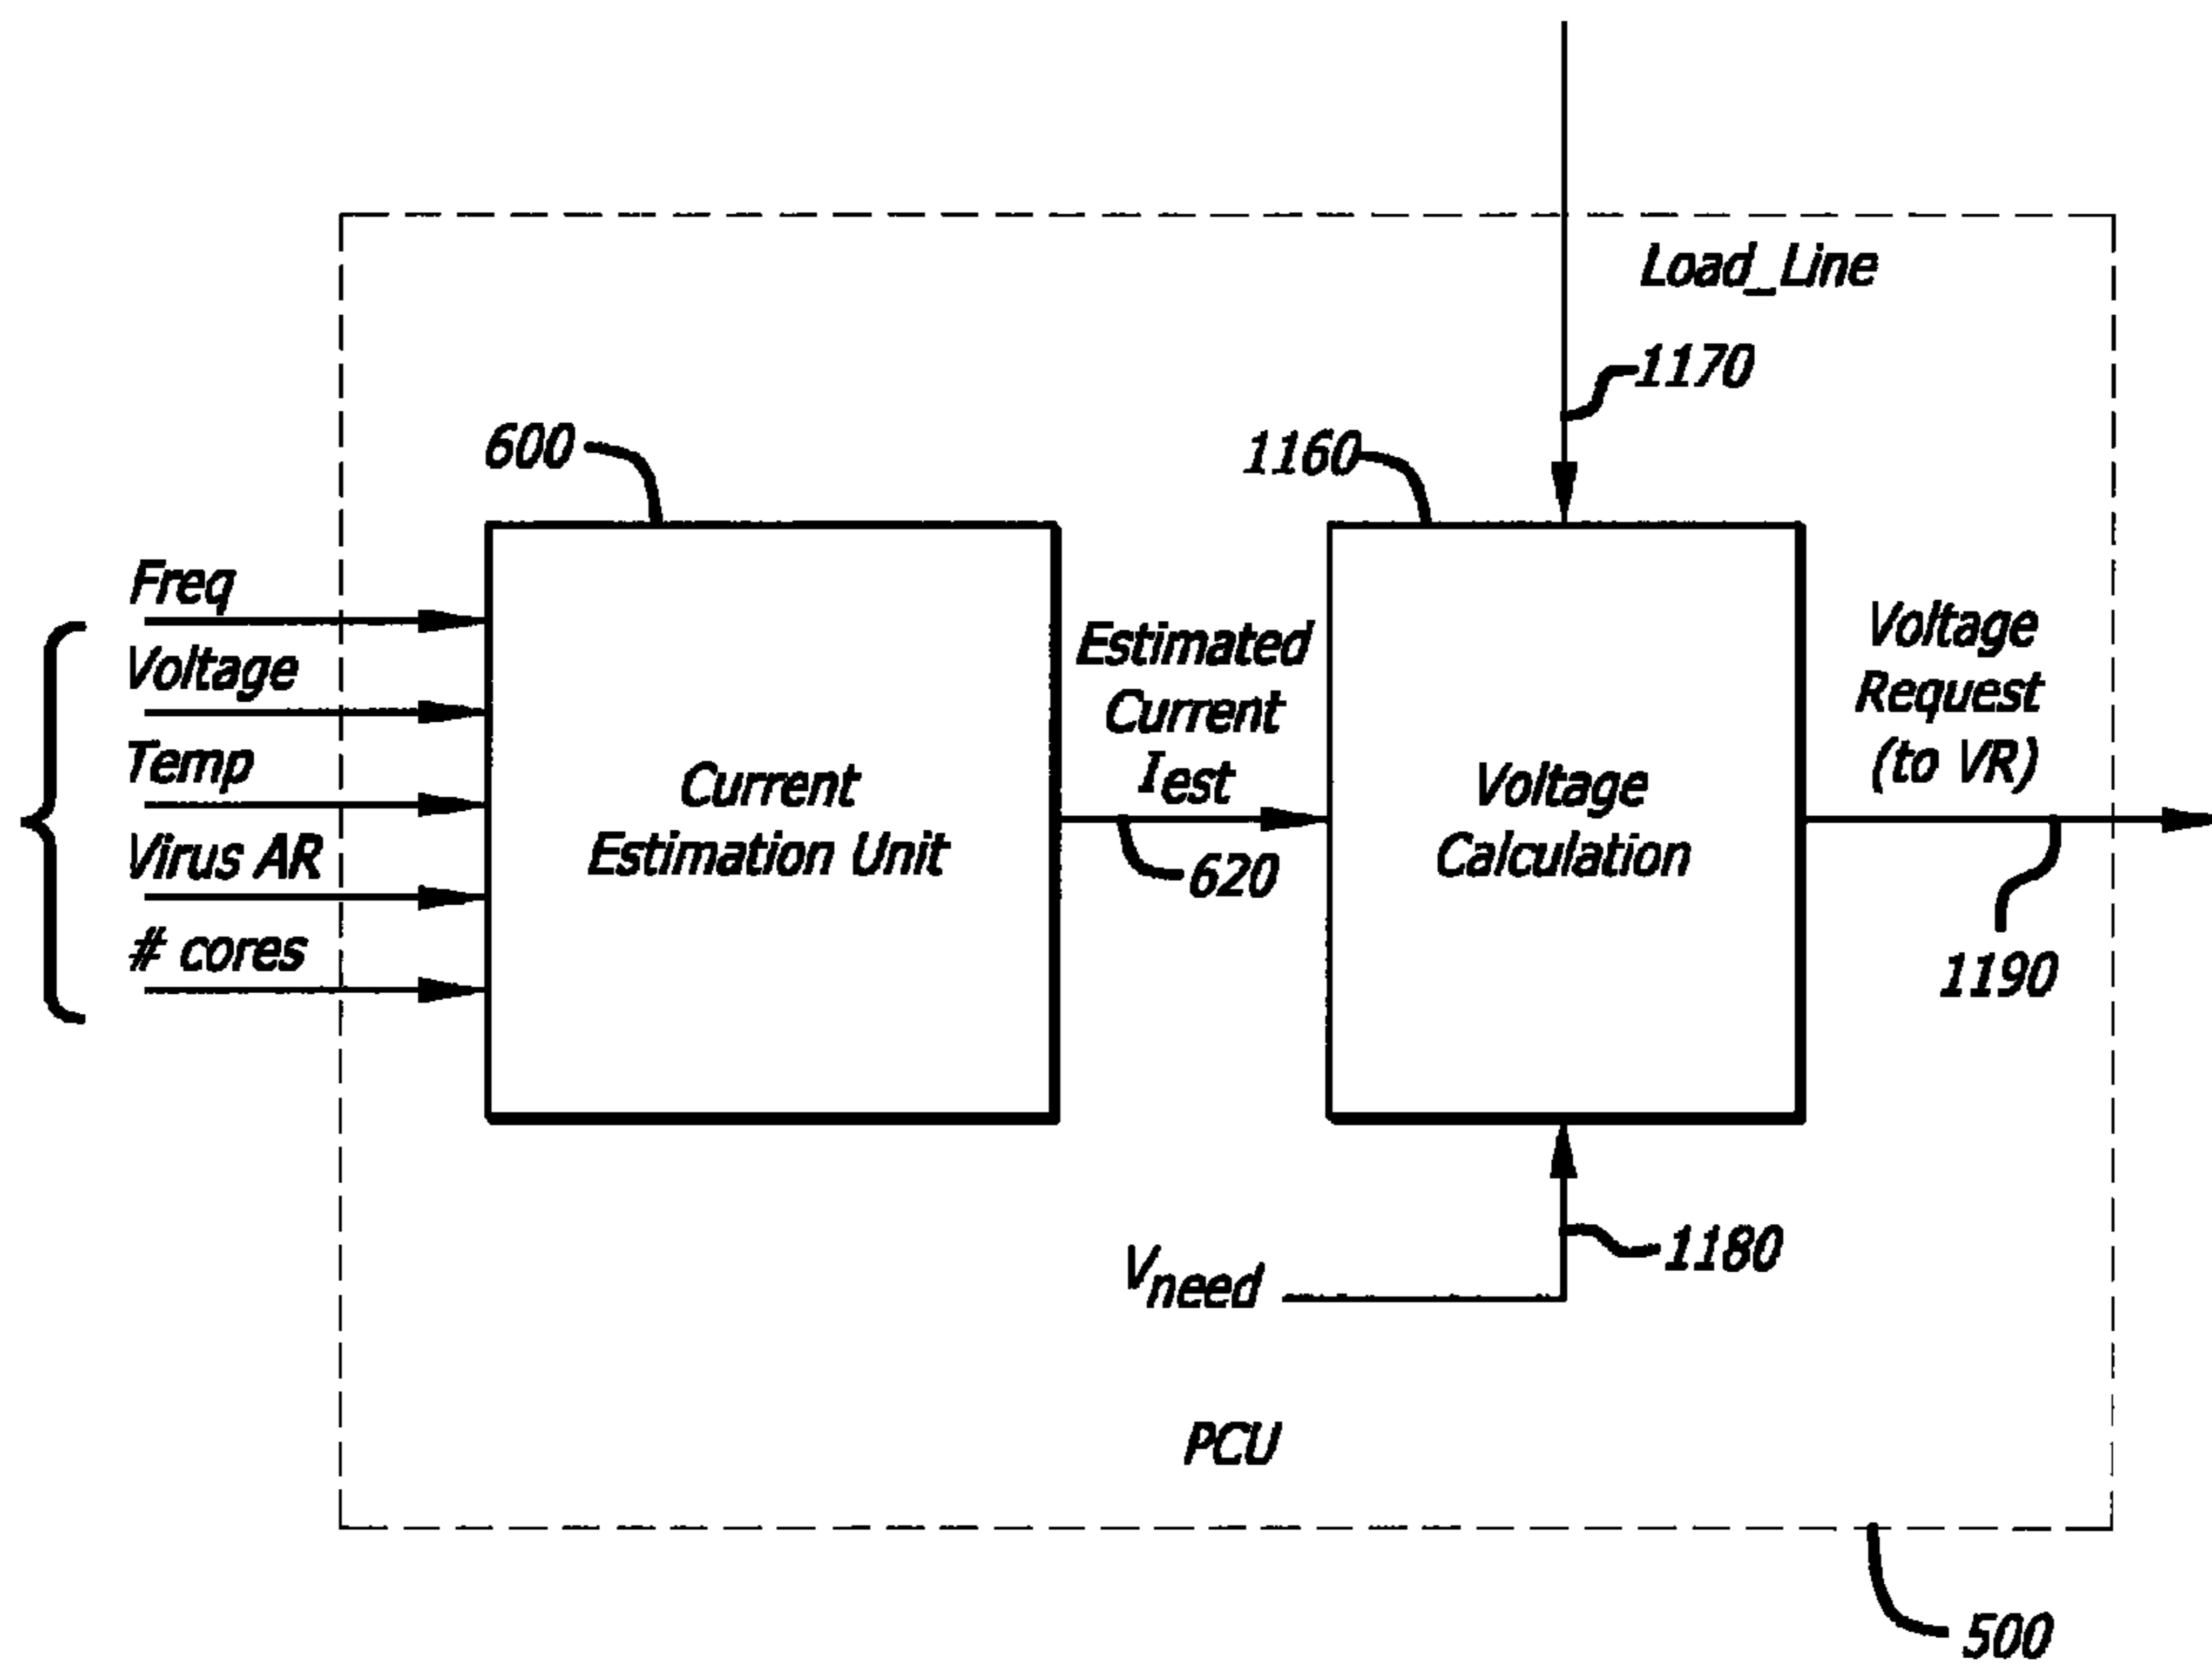 Load_Line
1170
600
1160
Freq
Voltage
Temp
Virus AR
# cores
Current
Estimation Unit
Estimated
Current
Iest
620
Voltage
Calculation
Voltage
Request
(to VR)
1190
Vneed
1180
PCU
500